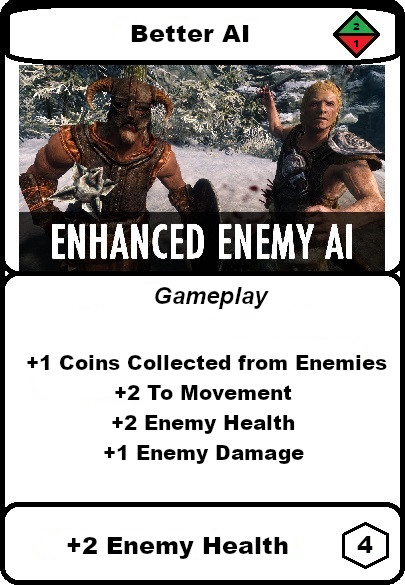 Better AI
2
1
ENHANCED ENEMY AI
Gameplay
+1 Coins Collected from Enemies
+2 To Movement
+2 Enemy Health
+1 Enemy Damage
+2 Enemy Health
4